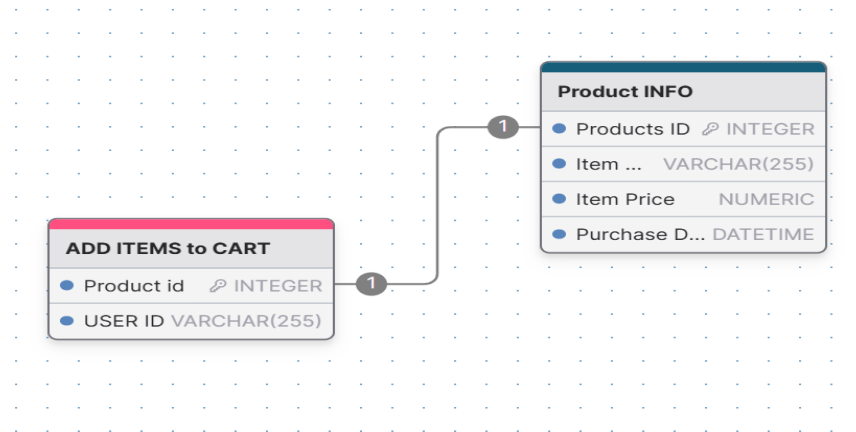 Product INFO
1
Products ID INTEGER
Item ... VARCHAR(255)
Item Price NUMERIC
Purchase D... DATETIME
ADD ITEMS to CART
Product id INTEGER
1
USER ID VARCHAR(255)